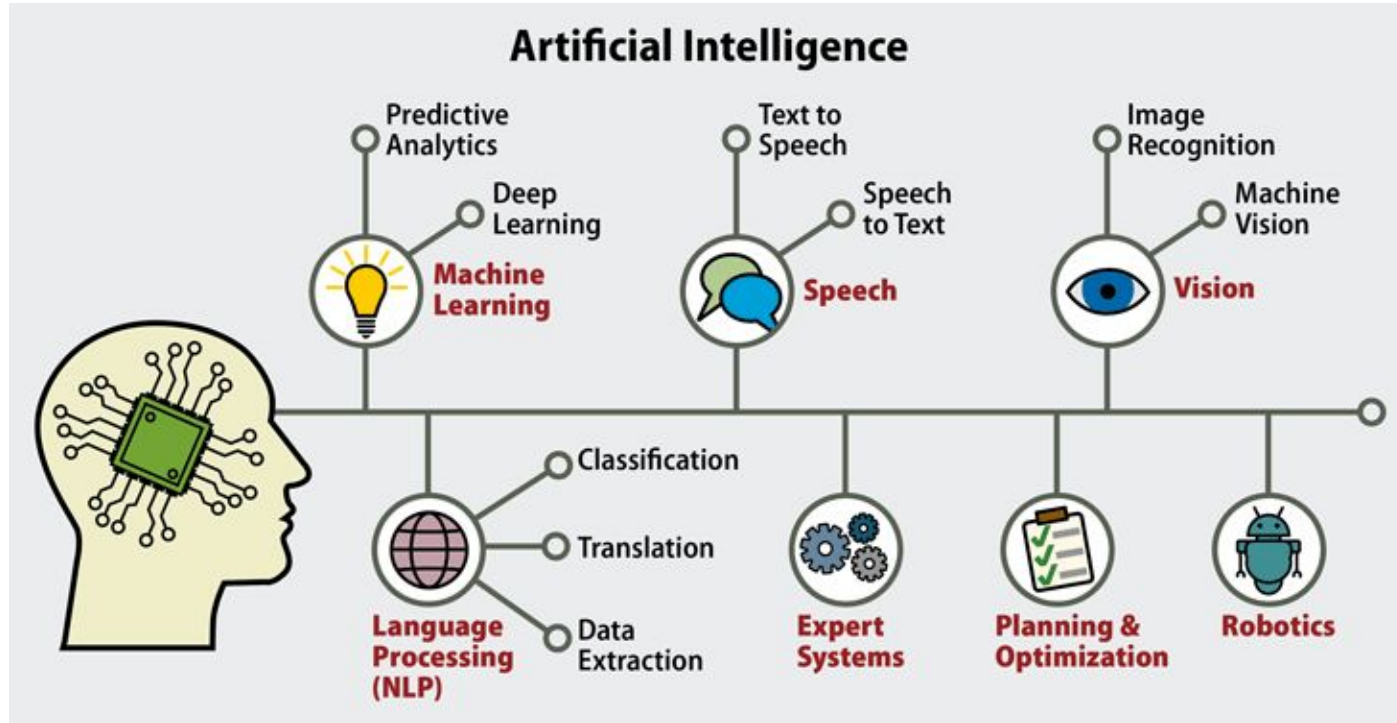 Artificial Intelligence
Predictive
Analytics
Deep
Learning
Machine
Learning
Text to
Speech
Speech
to Text
Speech
Image
Recognition
Machine
Vision
Vision
Classification
Translation
Data
Extraction
Language
Processing
(NLP)
Expert
Systems
Planning &
Optimization
Robotics